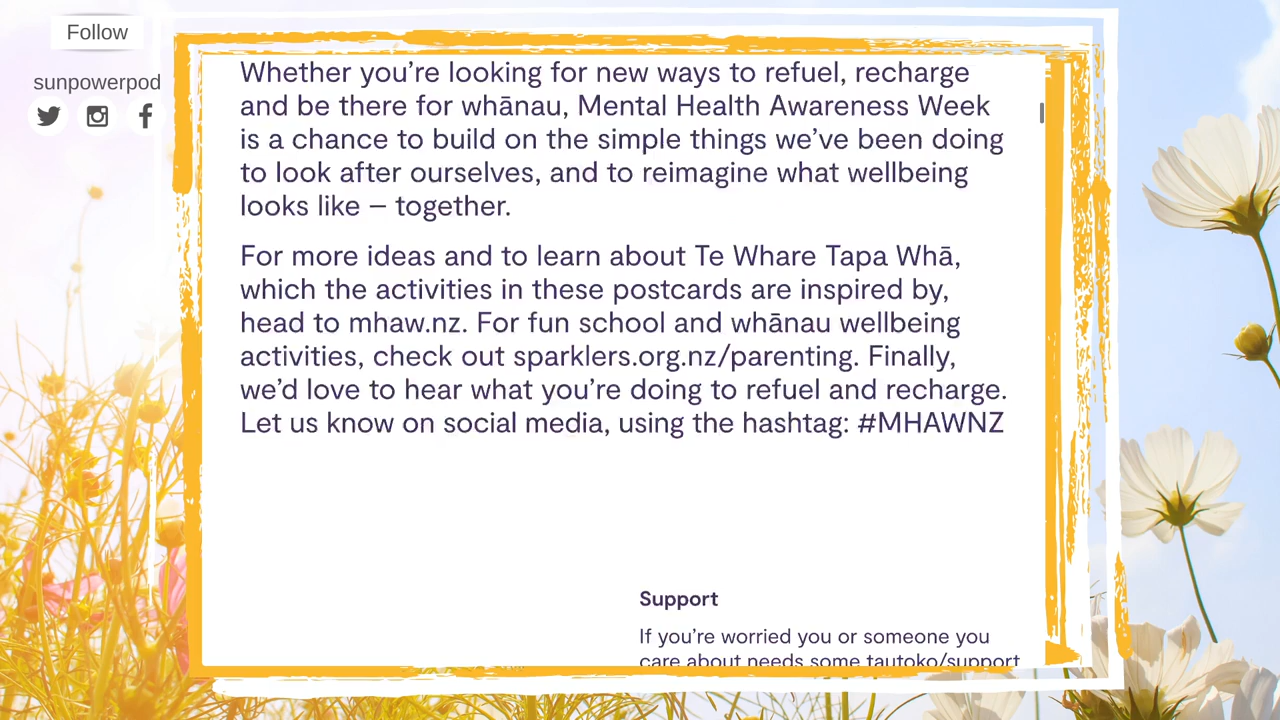 Follow
sunpowerpod
Whether you’re looking for new ways to refuel, recharge
and be there for whānau, Mental Health Awareness Week
is a chance to build on the simple things we’ve been doing
to look after ourselves, and to reimagine what wellbeing
looks like – together.
For more ideas and to learn about Te Whare Tapa Whā,
which the activities in these postcards are inspired by,
head to mhaw.nz. For fun school and whānau wellbeing
activities, check out sparklers.org.nz/parenting. Finally,
we’d love to hear what you’re doing to refuel and recharge.
Let us know on social media, using the hashtag: #MHAWNZ
Support
If you’re worried you or someone you
care about needs some tautoko/support